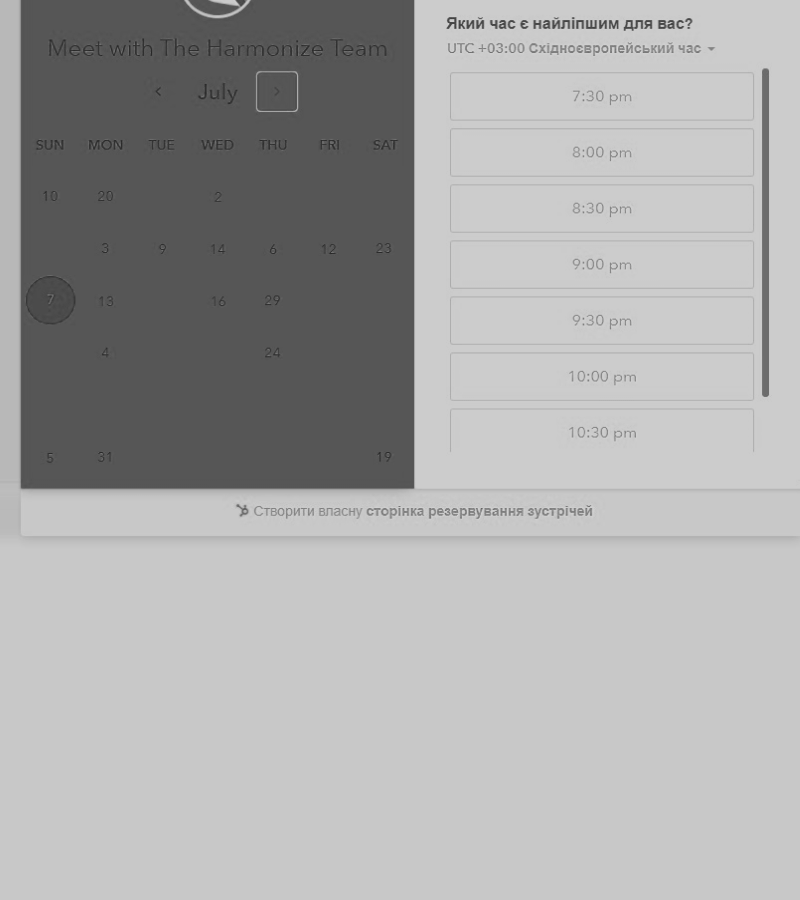 Meet with The Harmonize Team
July
SUN MON TUE WED THU FRI SAT
10 20 2
3 9 14 6 12 23
7 13 16 29
4 24
5 31 19
Який час є найліпшим для вас?
UTC +03:00 Східноєвропейський час
7:30 pm
8:00 pm
8:30 pm
9:00 pm
9:30 pm
10:00 pm
10:30 pm
Створити власну сторінка резервування зустрічей